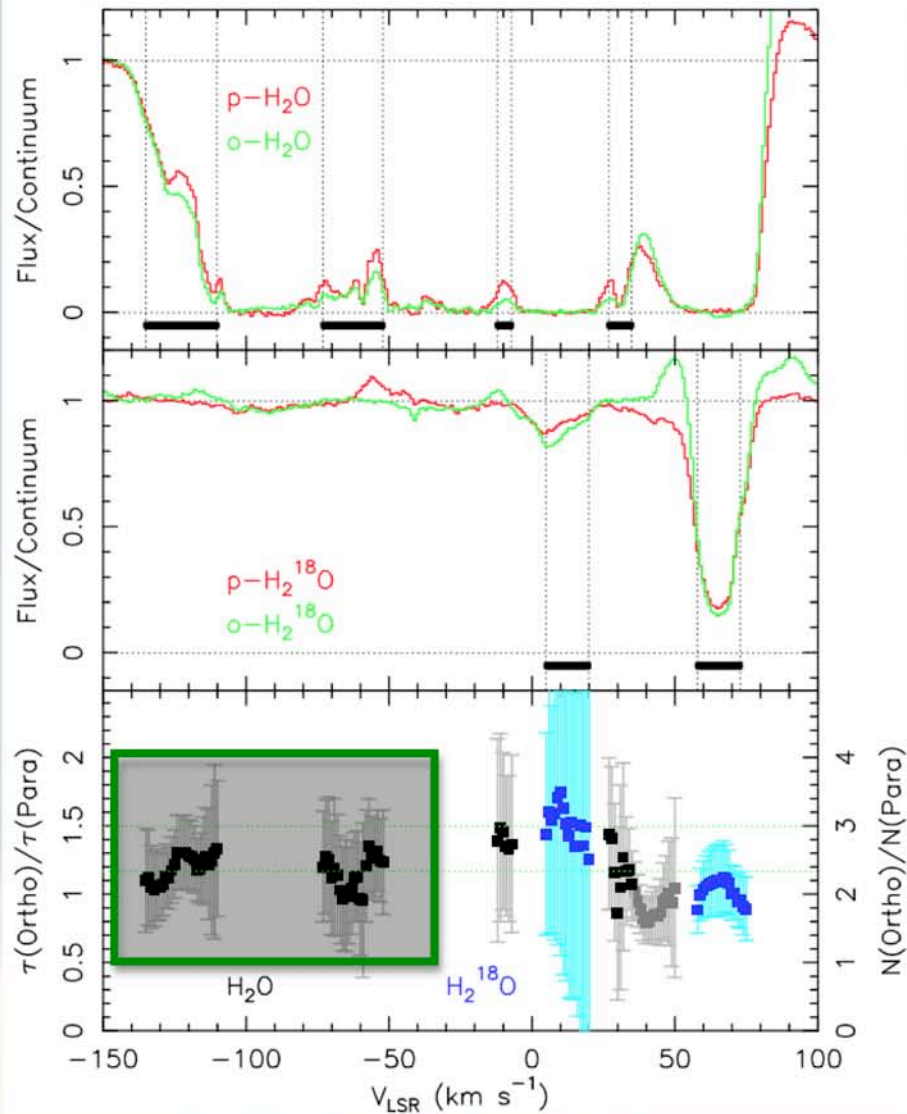 Flux/Continuum
1
0.5
0
p-H₂O
o-H₂O
Flux/Continuum
1
0.5
0
p-H₂¹⁸O
o-H₂¹⁸O
τ(Ortho)/τ(Para)
2
1.5
1
0.5
0
H₂O
H₂¹⁸O
4
3
2
1
0
N(Ortho)/N(Para)
−150 −100 −50 0 50 100
V_LSR (km s⁻¹)